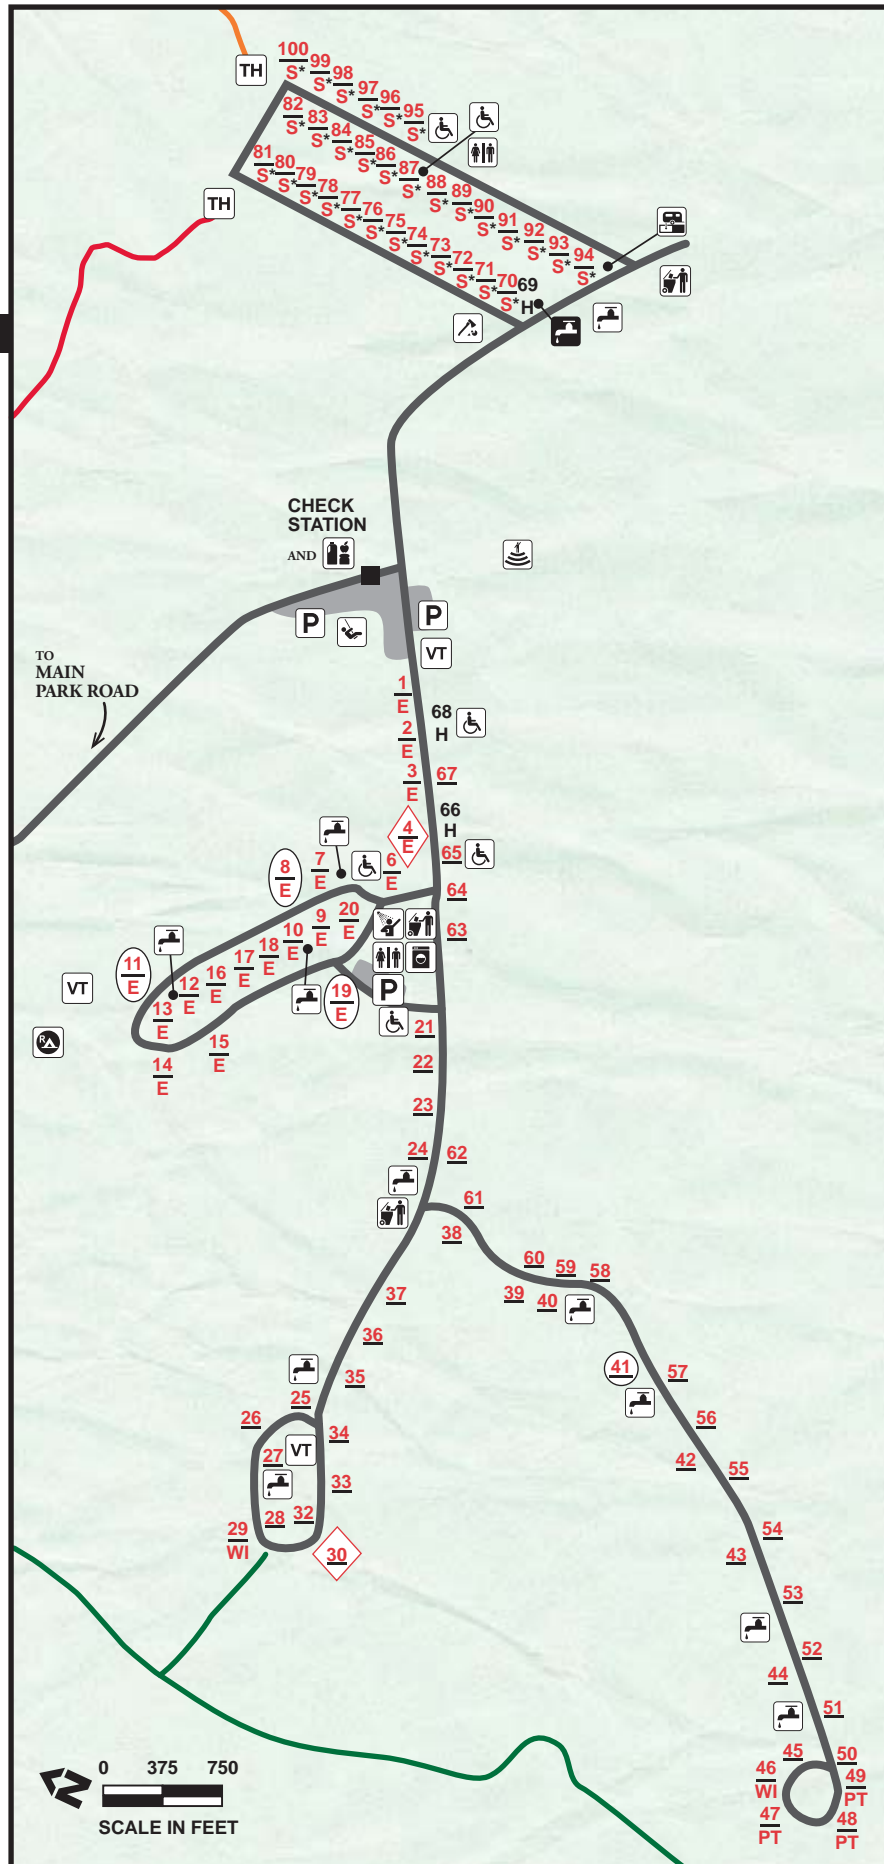 TH
100
S*
99
S*
98
S*
97
S*
96
S*
95
S*
82
S*
83
S*
84
S*
85
S*
86
S*
87
S*
88
S*
89
S*
90
S*
91
S*
92
S*
93
S*
94
S*
81
S*
80
S*
79
S*
78
S*
77
S*
76
S*
75
S*
74
S*
73
S*
72
S*
71
S*
70
S*
69
H
TH
CHECK
STATION
AND
P
P
VT
TO
MAIN
PARK ROAD
1
E
68
H
2
E
3
E
67
4
E
66
H
65
8
E
7
E
6
E
64
20
E
9
E
10
E
18
E
17
E
16
E
12
E
11
E
13
E
63
VT
R
19
E
P
15
E
14
E
21
22
23
24
62
61
38
60
59
58
39
40
37
36
35
41
57
25
26
34
56
27
VT
42
55
33
28
32
29
WI
30
54
43
53
52
44
51
45
50
46
WI
49
PT
47
PT
48
PT
N
0 375 750
SCALE IN FEET